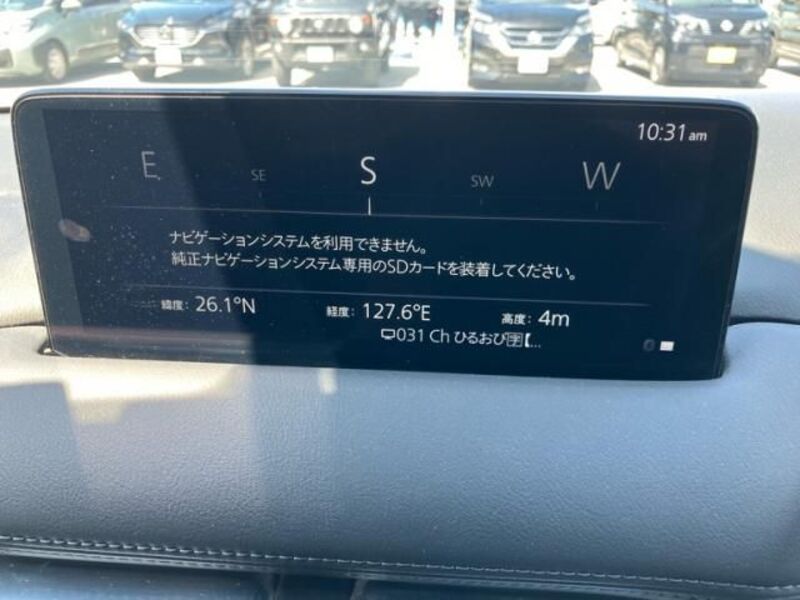 10:31 am
E SE S SW W
ナビゲーションシステムを利用できません。
純正ナビゲーションシステム専用のSDカードを装着してください。
緯度: 26.1°N 経度: 127.6°E 高度: 4m
031 Ch ひるおび🈑【...